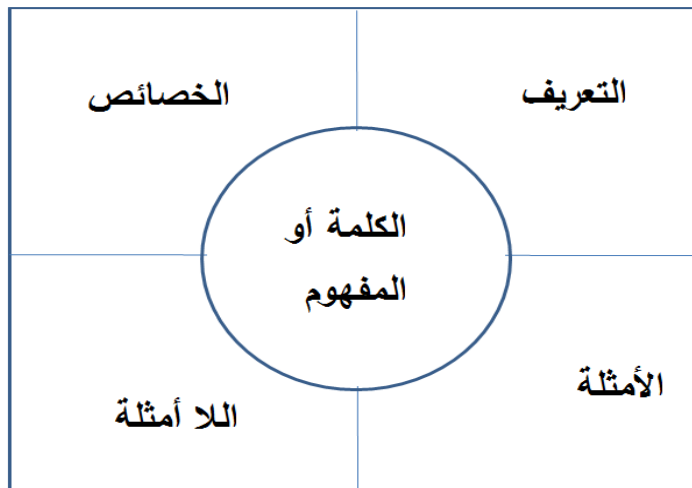 التعريف
الخصائص
الكلمة أو
المفهوم
الأمثلة
اللا أمثلة